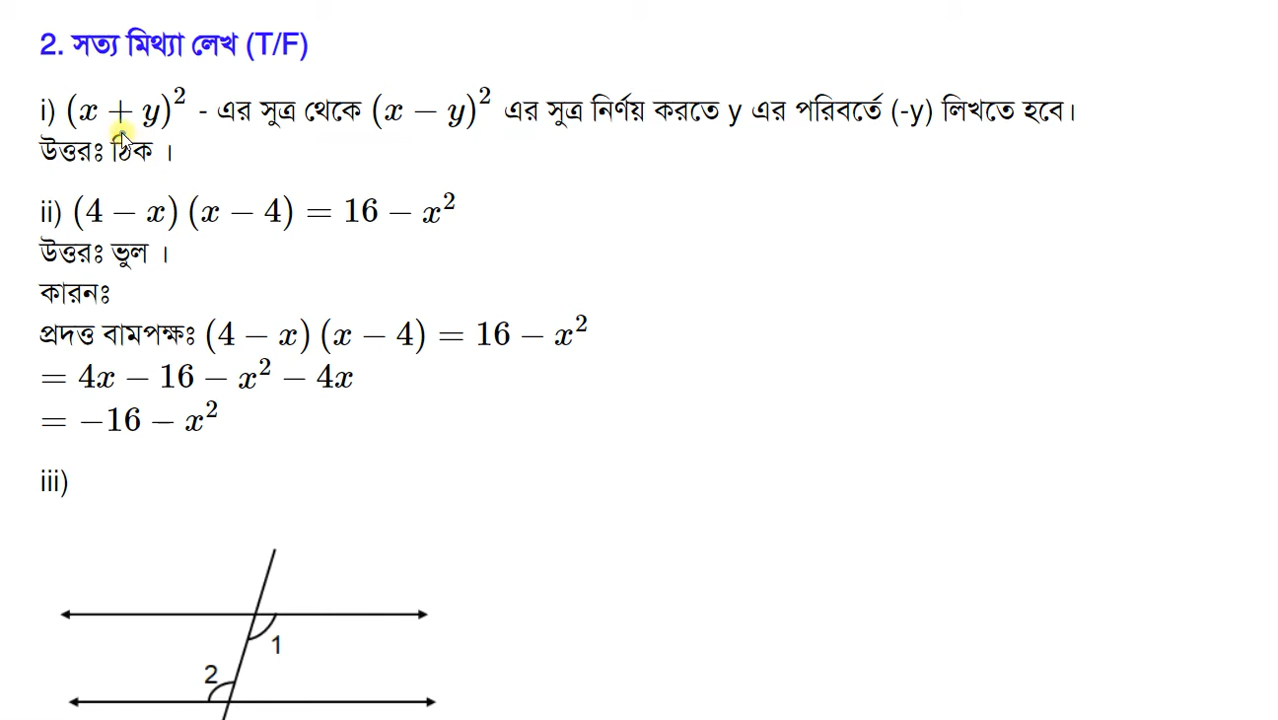 2. সত্য মিথ্যা লেখ (T/F)
i) (x + y)² - এর সুত্র থেকে (x − y)² এর সুত্র নির্ণয় করতে y এর পরিবর্তে (-y) লিখতে হবে।
উত্তরঃ ঠিক ।
ii) (4 − x) (x − 4) = 16 − x²
উত্তরঃ ভুল ।
কারনঃ
প্রদত্ত বামপক্ষঃ (4 − x) (x − 4) = 16 − x²
= 4x − 16 − x² − 4x
= −16 − x²
iii)
1
2